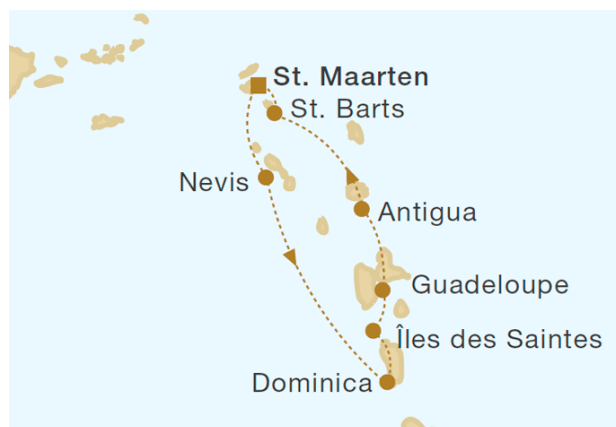 St. Maarten
St. Barts
Nevis
Antigua
Guadeloupe
Îles des Saintes
Dominica